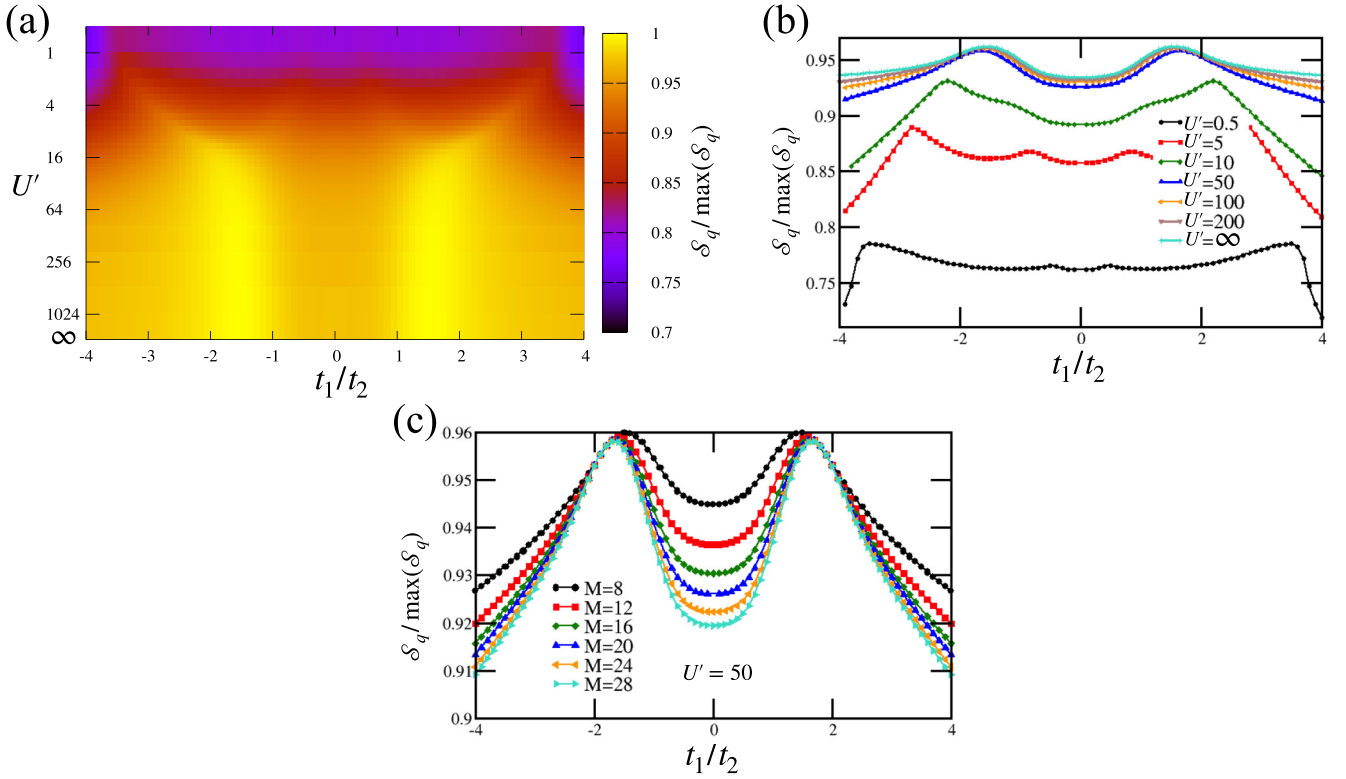 (a)
1
4
16
64
256
1024
∞
U′
-4 -3 -2 -1 0 1 2 3 4
t₁/t₂
1
0.95
0.9
0.85
0.8
0.75
0.7
𝒮q/max(𝒮q)
(b)
0.95
0.9
0.85
0.8
0.75
𝒮q/max(𝒮q)
-4 -2 0 2 4
t₁/t₂
U′=0.5
U′=5
U′=10
U′=50
U′=100
U′=200
U′=∞
(c)
0.96
0.95
0.94
0.93
0.92
0.91
0.9
𝒮q/max(𝒮q)
-4 -2 0 2 4
t₁/t₂
M=8
M=12
M=16
M=20
M=24
M=28
U′ = 50